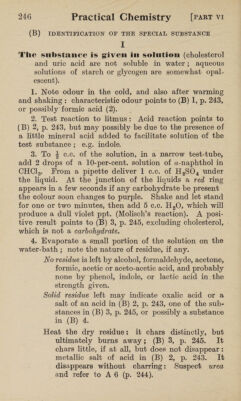 246 Practical Chemistry [PART VI
(B) IDENTIFICATION OF THE SPECIAL SUBSTANCE
I
The substance is given in solution (cholesterol
and uric acid are not soluble in water; aqueous
solutions of starch or glycogen are somewhat opal-
escent).
1. Note odour in the cold, and also after warming
and shaking: characteristic odour points to (B) 1, p. 243,
or possibly formic acid (2).
2. Test reaction to litmus: Acid reaction points to
(B) 2, p. 243, but may possibly be due to the presence of
a little mineral acid added to facilitate solution of the
test substance; e.g. indole.
3. To ½ c.c. of the solution, in a narrow test-tube,
add 2 drops of a 10-per-cent. solution of α-naphthol in
CHCl₃. From a pipette deliver 1 c.c. of H₂SO₄ under
the liquid. At the junction of the liquids a red ring
appears in a few seconds if any carbohydrate be present
the colour soon changes to purple. Shake and let stand
for one or two minutes, then add 5 c.c. H₂O, which will
produce a dull violet ppt. (Molisch's reaction). A posi-
tive result points to (B) 3, p. 245, excluding cholesterol,
which is not a carbohydrate.
4. Evaporate a small portion of the solution on the
water-bath; note the nature of residue, if any.
No residue is left by alcohol, formaldehyde, acetone,
formic, acetic or aceto-acetic acid, and probably
none by phenol, indole, or lactic acid in the
strength given.
Solid residue left may indicate oxalic acid or a
salt of an acid in (B) 2, p. 243, one of the sub-
stances in (B) 3, p. 245, or possibly a substance
in (B) 4.
Heat the dry residue: it chars distinctly, but
ultimately burns away; (B) 3, p. 245. It
chars little, if at all, but does not disappear:
metallic salt of acid in (B) 2, p. 243. It
disappears without charring: Suspect urea
and refer to A 6 (p. 244).